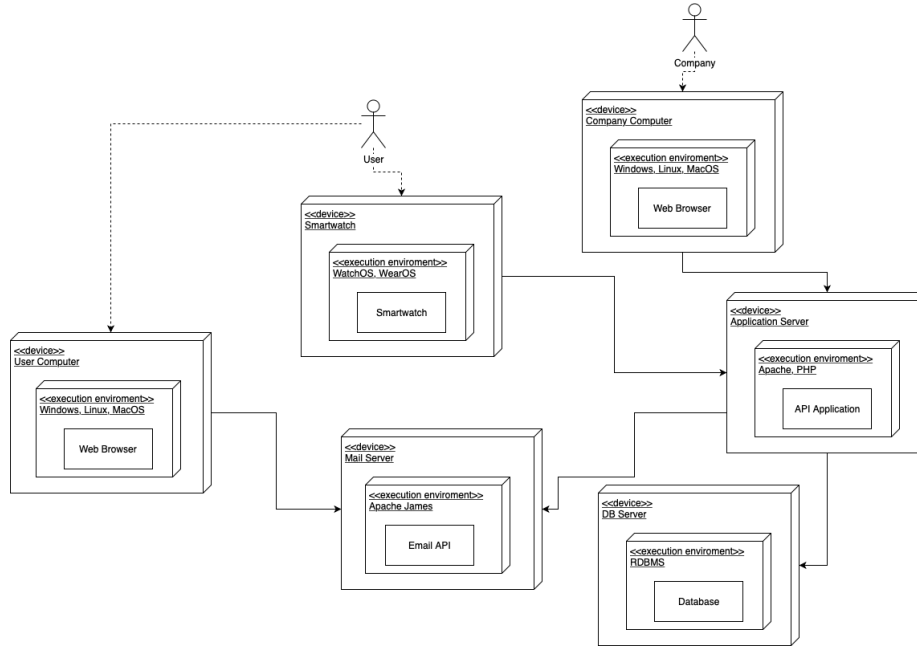 Company
<<device>>
Company Computer
<<execution enviroment>>
Windows, Linux, MacOS
Web Browser
User
<<device>>
Smartwatch
<<execution enviroment>>
WatchOS, WearOS
Smartwatch
<<device>>
Application Server
<<execution enviroment>>
Apache, PHP
API Application
<<device>>
User Computer
<<execution enviroment>>
Windows, Linux, MacOS
Web Browser
<<device>>
Mail Server
<<execution enviroment>>
Apache James
Email API
<<device>>
DB Server
<<execution enviroment>>
RDBMS
Database